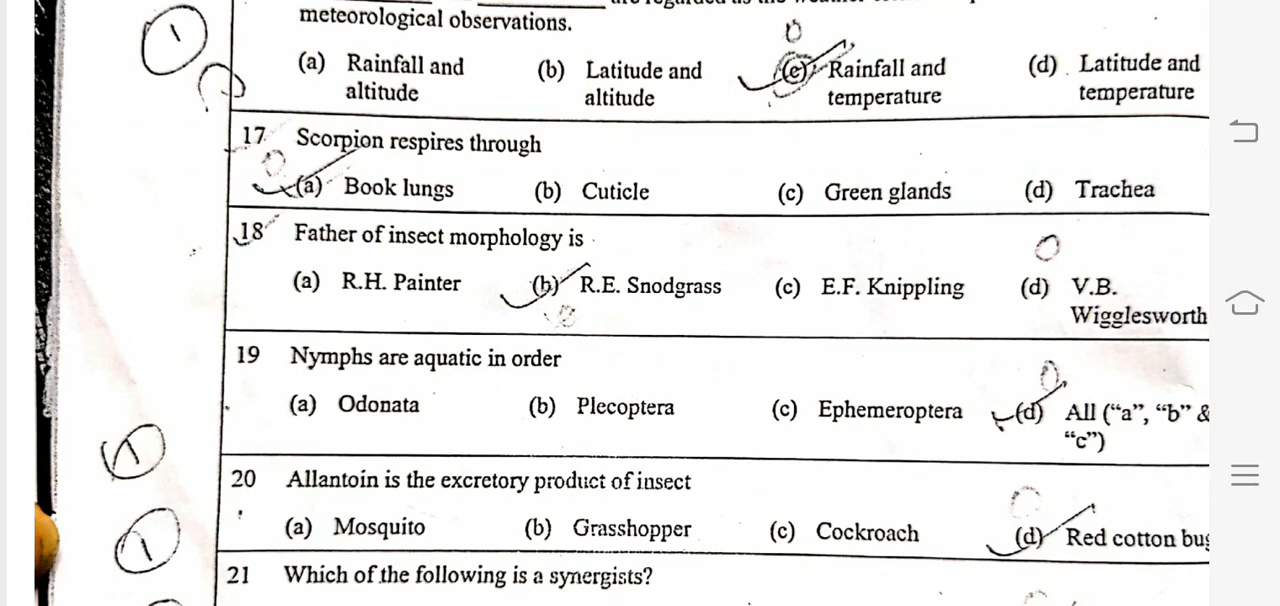 meteorological observations.
(a) Rainfall and altitude (b) Latitude and altitude (c) Rainfall and temperature (d) Latitude and temperature
17 Scorpion respires through
(a) Book lungs (b) Cuticle (c) Green glands (d) Trachea
18 Father of insect morphology is
(a) R.H. Painter (b) R.E. Snodgrass (c) E.F. Knippling (d) V.B. Wigglesworth
19 Nymphs are aquatic in order
(a) Odonata (b) Plecoptera (c) Ephemeroptera (d) All ("a", "b" & "c")
20 Allantoin is the excretory product of insect
(a) Mosquito (b) Grasshopper (c) Cockroach (d) Red cotton bug
21 Which of the following is a synergists?